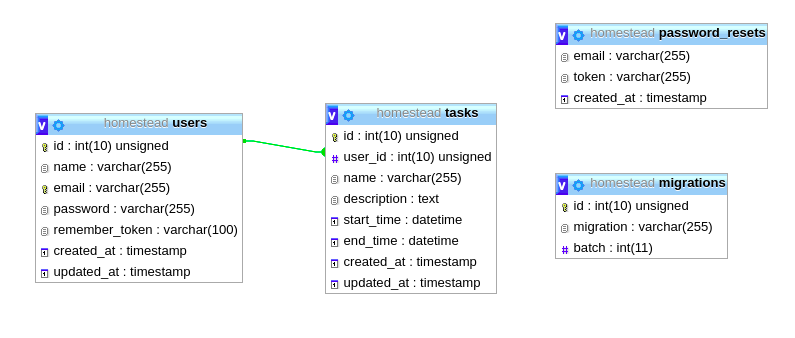 v homestead users
id : int(10) unsigned
name : varchar(255)
email : varchar(255)
password : varchar(255)
remember_token : varchar(100)
created_at : timestamp
updated_at : timestamp
v homestead tasks
id : int(10) unsigned
# user_id : int(10) unsigned
name : varchar(255)
description : text
start_time : datetime
end_time : datetime
created_at : timestamp
updated_at : timestamp
v homestead password_resets
email : varchar(255)
token : varchar(255)
created_at : timestamp
v homestead migrations
id : int(10) unsigned
migration : varchar(255)
# batch : int(11)